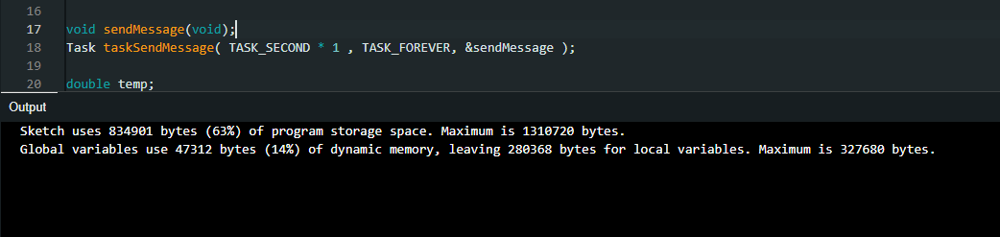 16
17 void sendMessage(void);
18 Task taskSendMessage( TASK_SECOND * 1 , TASK_FOREVER, &sendMessage );
19
20 double temp;
Output
Sketch uses 834901 bytes (63%) of program storage space. Maximum is 1310720 bytes.
Global variables use 47312 bytes (14%) of dynamic memory, leaving 280368 bytes for local variables. Maximum is 327680 bytes.